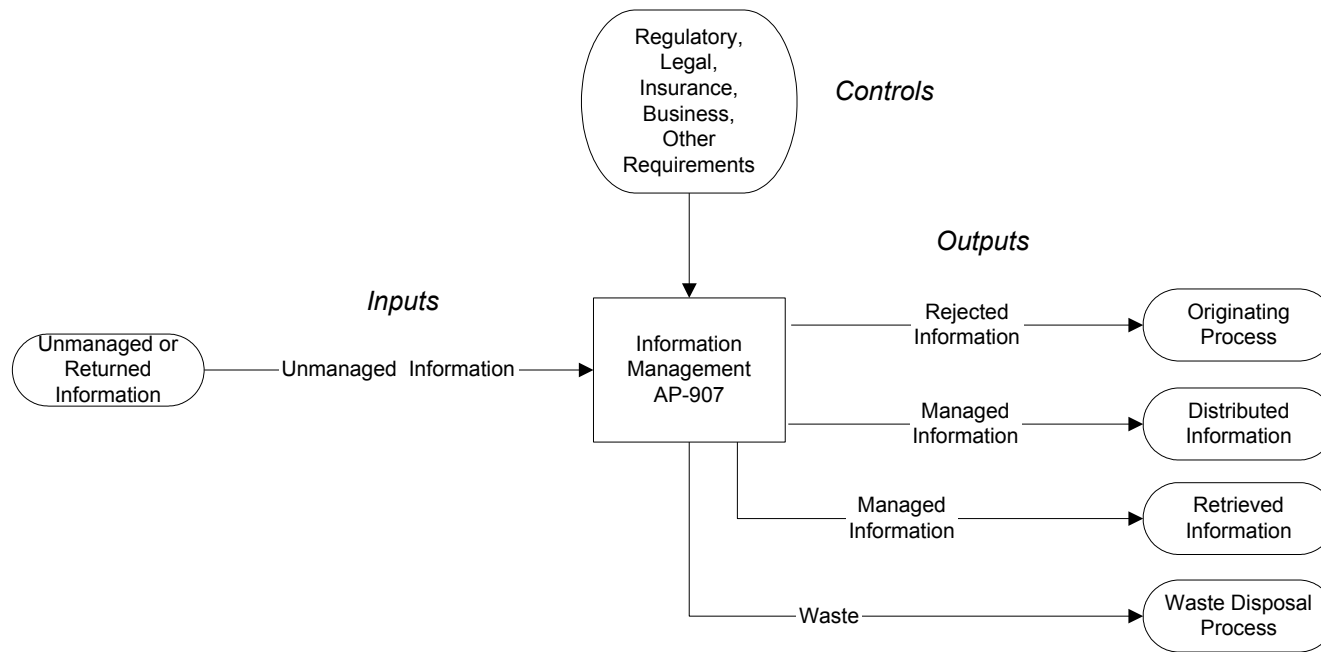 Regulatory,
Legal,
Insurance,
Business,
Other
Requirements
Controls
Outputs
Inputs
Unmanaged or
Returned
Information
Unmanaged Information
Information
Management
AP-907
Rejected
Information
Originating
Process
Managed
Information
Distributed
Information
Managed
Information
Retrieved
Information
Waste
Waste Disposal
Process